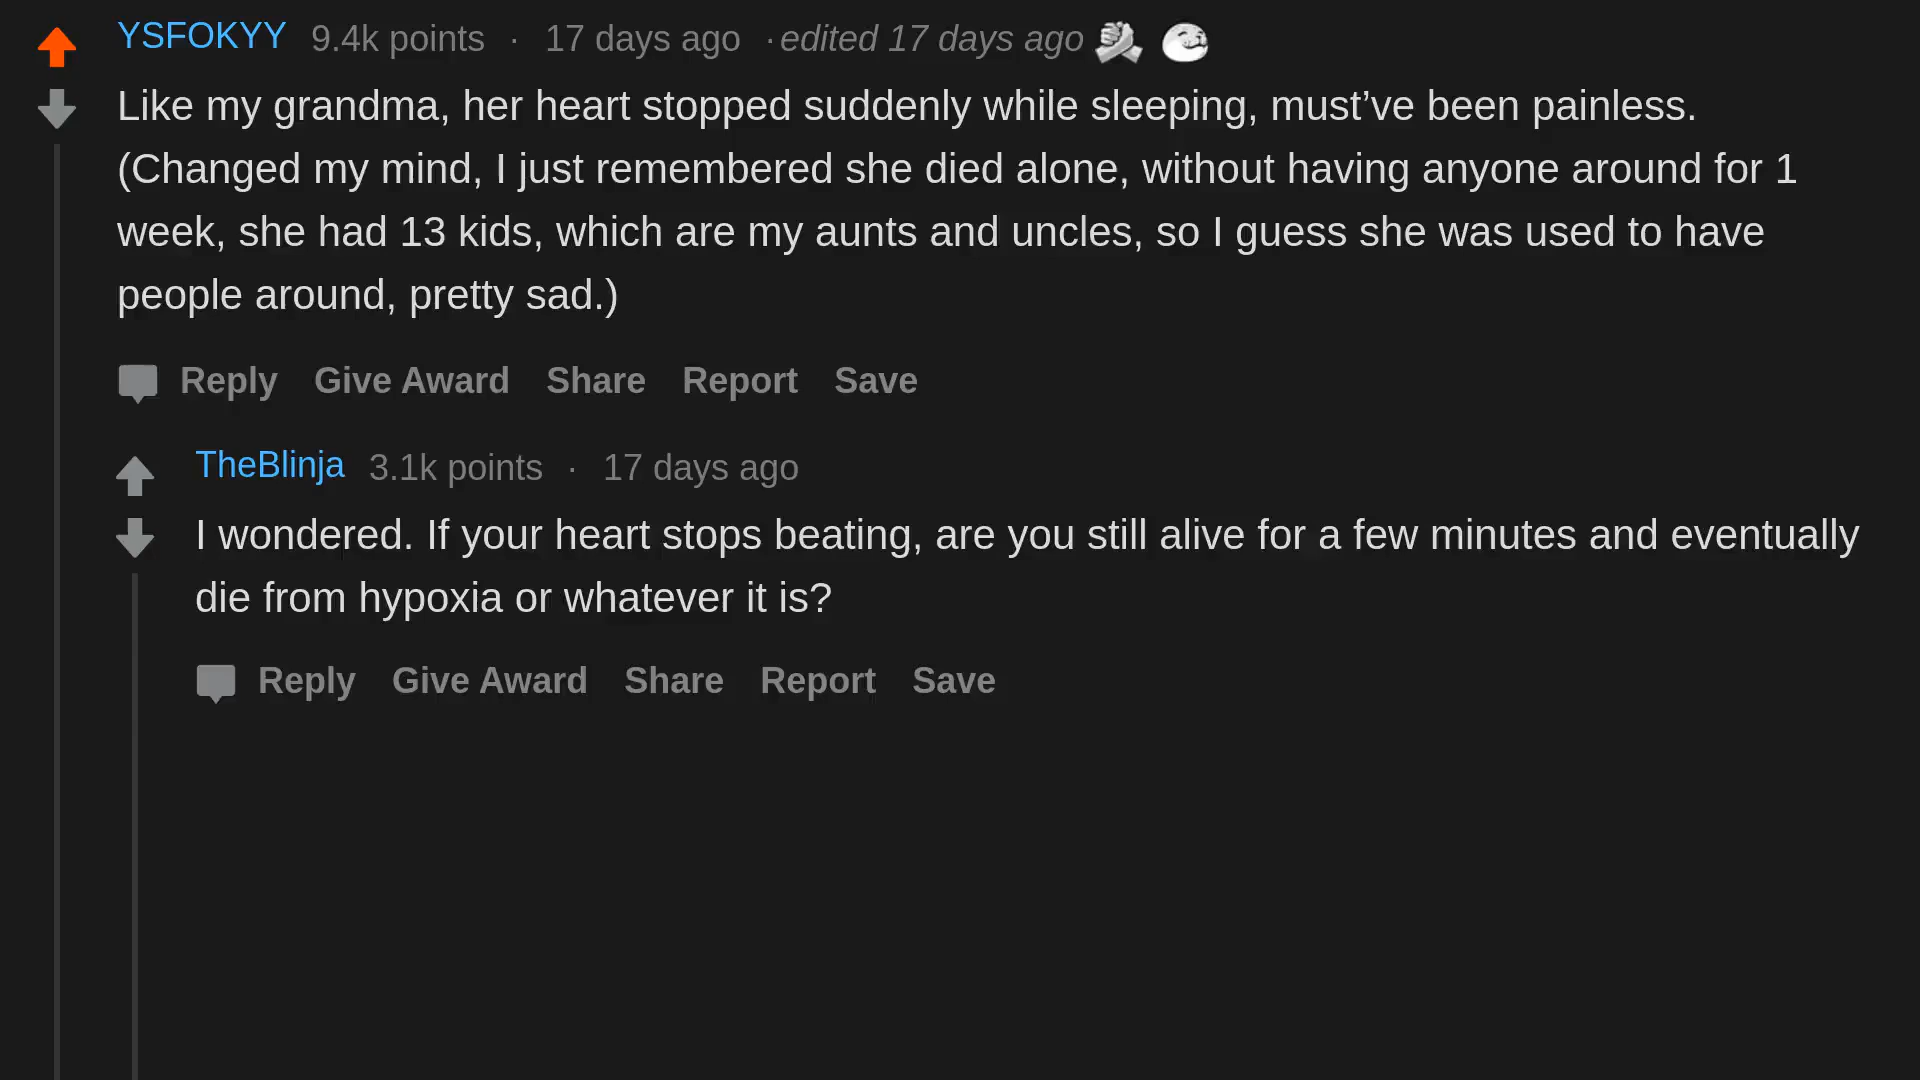 YSFOKYY 9.4k points · 17 days ago · edited 17 days ago
Like my grandma, her heart stopped suddenly while sleeping, must’ve been painless.
(Changed my mind, I just remembered she died alone, without having anyone around for 1
week, she had 13 kids, which are my aunts and uncles, so I guess she was used to have
people around, pretty sad.)
Reply Give Award Share Report Save
TheBlinja 3.1k points · 17 days ago
I wondered. If your heart stops beating, are you still alive for a few minutes and eventually
die from hypoxia or whatever it is?
Reply Give Award Share Report Save